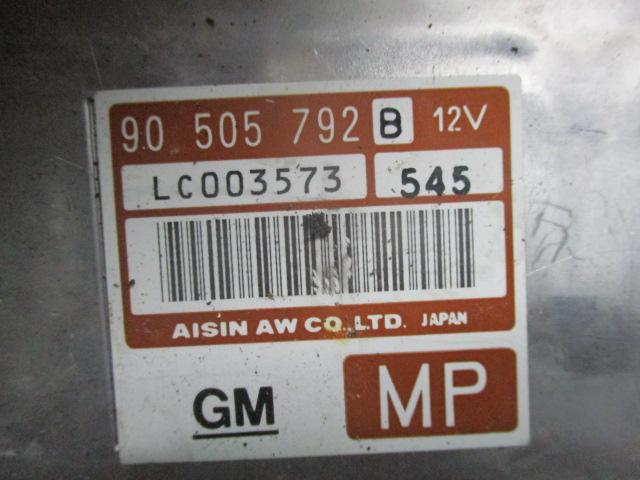 90 505 792 B 12V
LC003573 545
AISIN AW CO.,LTD. JAPAN
GM MP